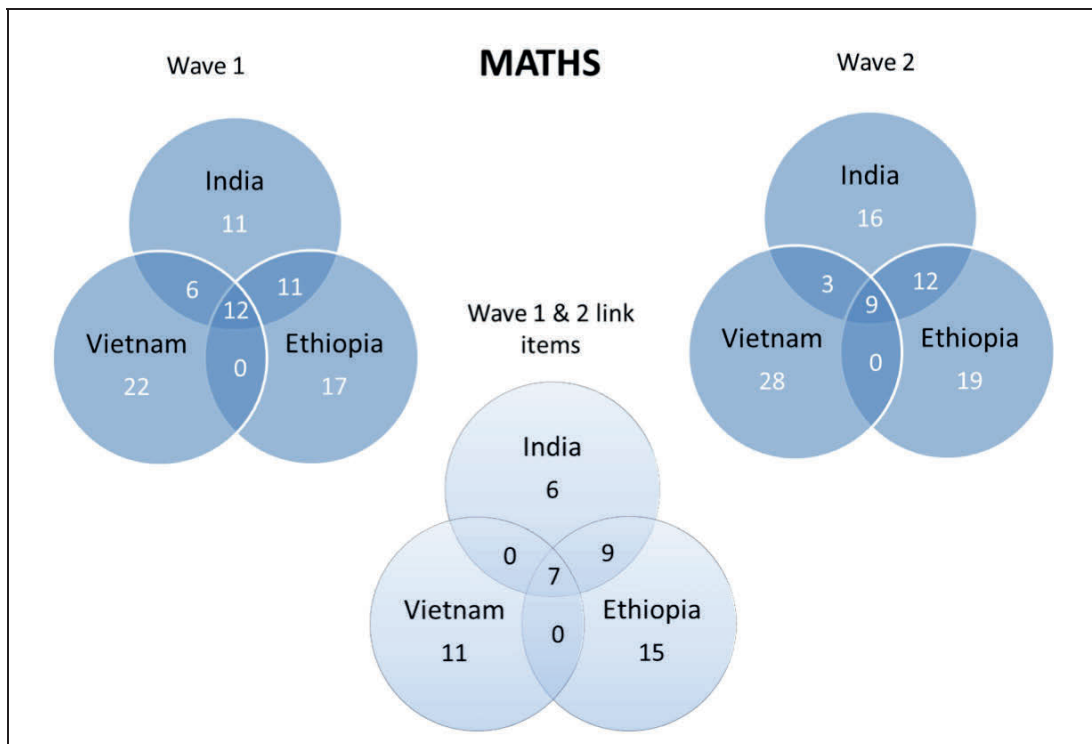 MATHS
Wave 1
India
11
6
11
12
Vietnam
Ethiopia
0
22
17
Wave 2
India
16
3
12
9
Vietnam
Ethiopia
0
28
19
Wave 1 & 2 link
items
India
6
0
9
7
Vietnam
Ethiopia
0
11
15